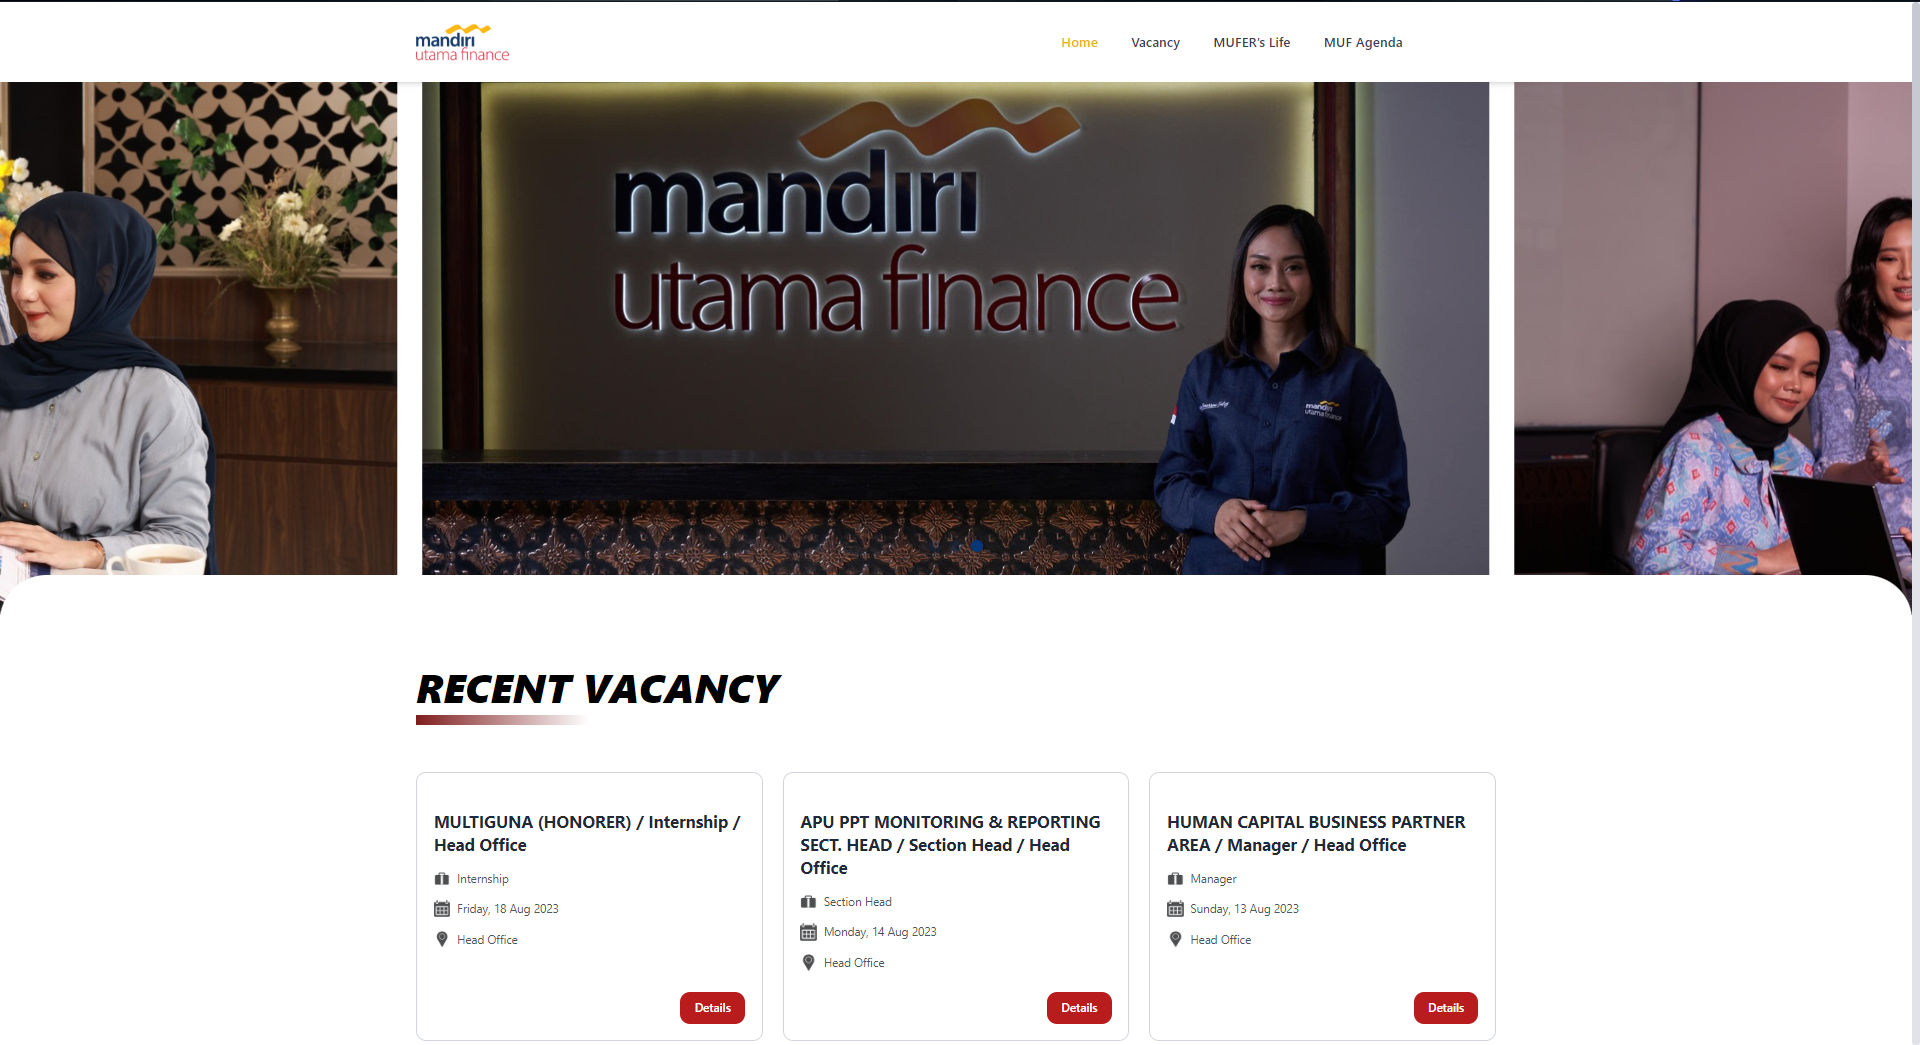 mandiri
utama finance
Home
Vacancy
MUFER's Life
MUF Agenda
mandiri
utama finance
mandiri
utama finance
RECENT VACANCY
MULTIGUNA (HONORER) / Internship /
Head Office
Internship
Friday, 18 Aug 2023
Head Office
Details
APU PPT MONITORING & REPORTING
SECT. HEAD / Section Head / Head
Office
Section Head
Monday, 14 Aug 2023
Head Office
Details
HUMAN CAPITAL BUSINESS PARTNER
AREA / Manager / Head Office
Manager
Sunday, 13 Aug 2023
Head Office
Details